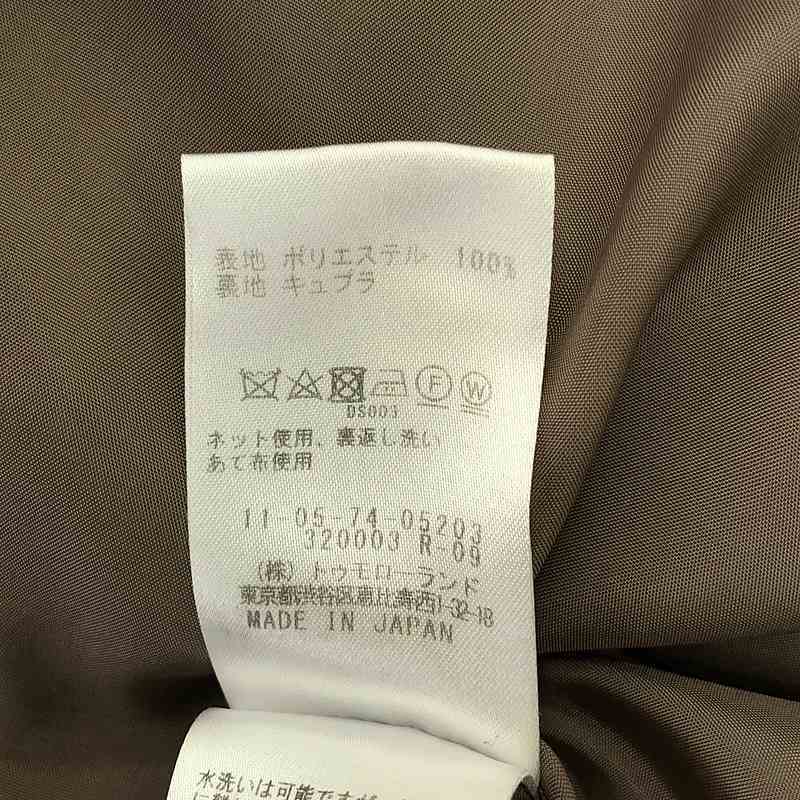 表地 ポリエステル 100%
裏地 キュプラ
F W
DS003
ネット使用、裏返し洗い
あて布使用
11-05-74-05203
320003 R-09
(株) トゥモローランド
東京都渋谷区恵比寿西1-32-18
MADE IN JAPAN
水洗いは可能ですが